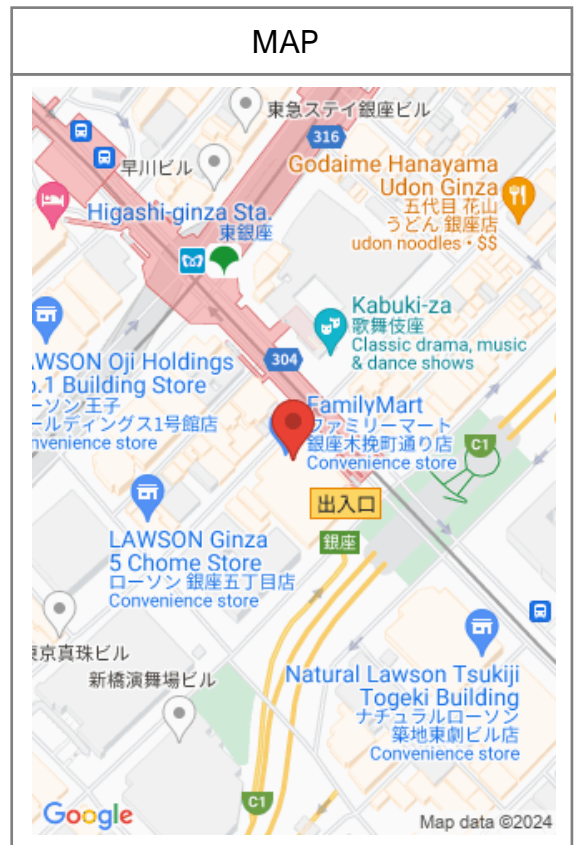 MAP
東急ステイ銀座ビル
316
早川ビル
Godaime Hanayama
Udon Ginza
五代目 花山
うどん 銀座店
udon noodles • $$
Higashi-ginza Sta.
東銀座
Kabuki-za
歌舞伎座
Classic drama, music
& dance shows
304
WSON Oji Holdings
.1 Building Store
ーソン 王子
ールディングス1号館店
nvenience store
FamilyMart
ファミリーマート
銀座木挽町通り店
Convenience store
C1
出入口
銀座
LAWSON Ginza
5 Chome Store
ローソン 銀座五丁目店
Convenience store
京真珠ビル
新橋演舞場ビル
Natural Lawson Tsukiji
Togeki Building
ナチュラルローソン
築地東劇ビル店
Convenience store
C1
Google
Map data ©2024